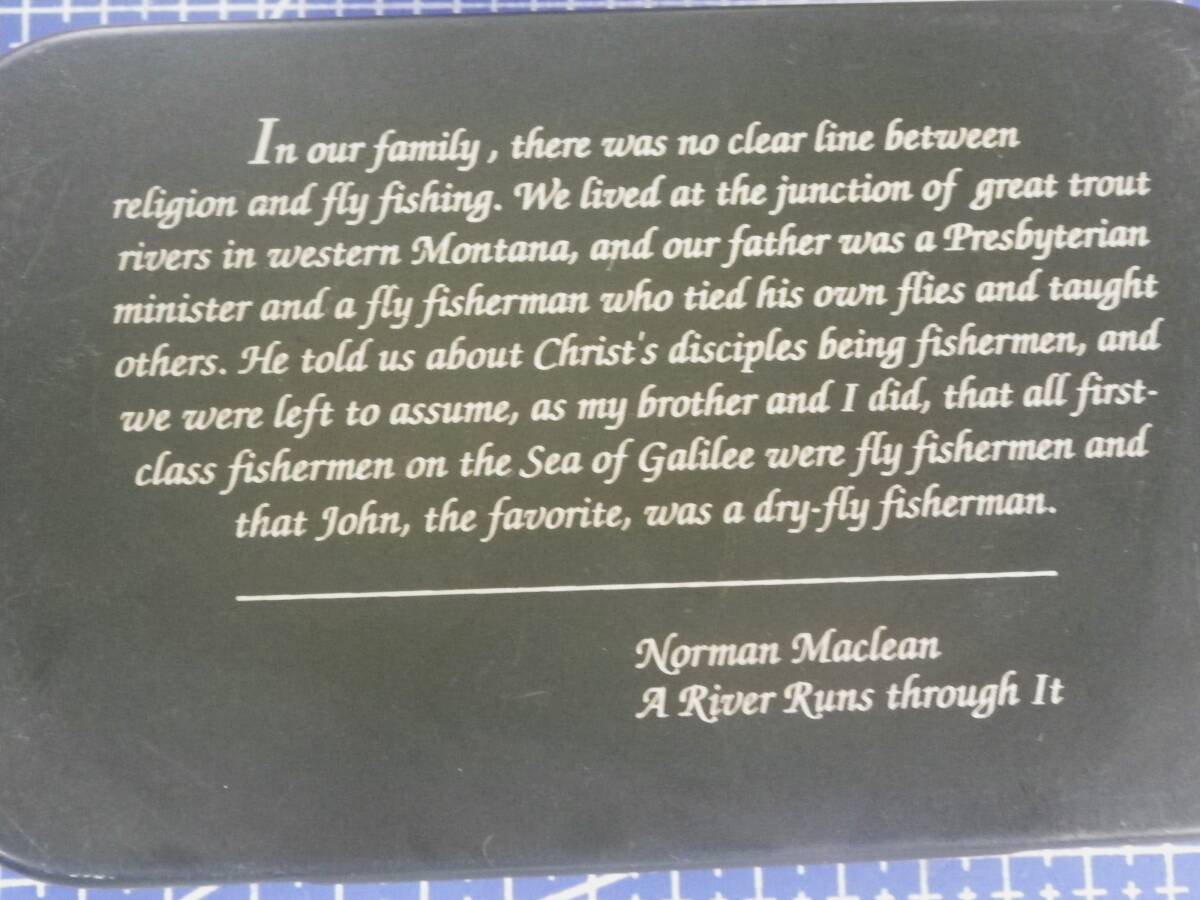 In our family, there was no clear line between
religion and fly fishing. We lived at the junction of great trout
rivers in western Montana, and our father was a Presbyterian
minister and a fly fisherman who tied his own flies and taught
others. He told us about Christ's disciples being fishermen, and
we were left to assume, as my brother and I did, that all first-
class fishermen on the Sea of Galilee were fly fishermen and
that John, the favorite, was a dry-fly fisherman.
Norman Maclean
A River Runs through It